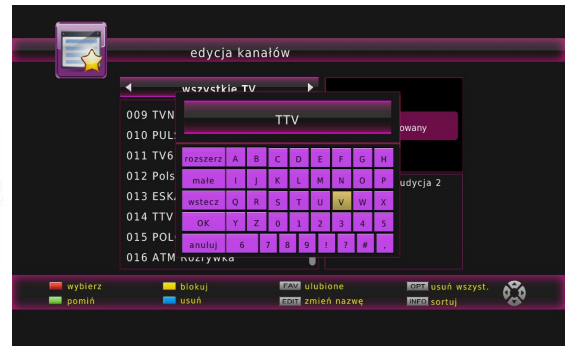 edycja kanałów
wszystkie TV
009 TVN
010 PUL
011 TV6
012 Pols
013 ESK
014 TTV
015 POL
016 ATM Rozrywka
owany
udycja 2
TTV
rozszerz A B C D E F G H
małe I J K L M N O P
wstecz Q R S T U V W X
OK Y Z 0 1 2 3 4 5
anuluj 6 7 8 9 ! ? # .
wybierz blokuj FAV ulubione OPT usuń wszyst.
pomiń usuń EDIT zmień nazwę INFO sortuj